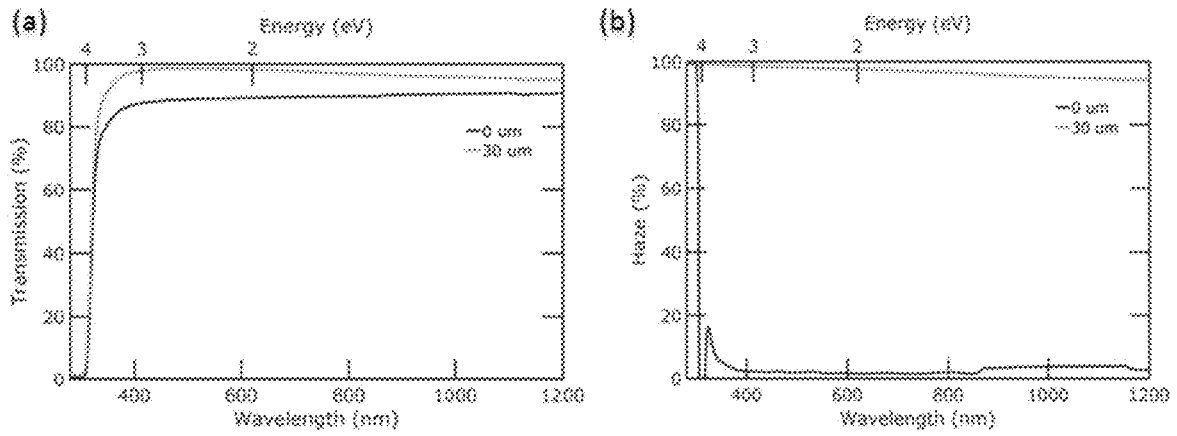 (a)
Energy (eV)
4 3 2
100
80
60
40
20
0
Transmission (%)
0 um
30 um
400 600 800 1000 1200
Wavelength (nm)
(b)
Energy (eV)
4 3 2
100
80
60
40
20
0
Haze (%)
0 um
30 um
400 600 800 1000 1200
Wavelength (nm)